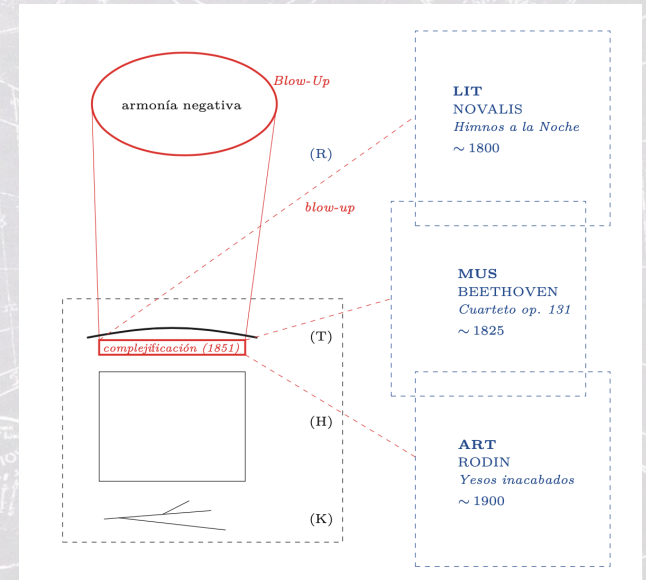 Blow-Up
armonía negativa
(R)
blow-up
(T)
complejificación (1851)
(H)
(K)
LIT
NOVALIS
Himnos a la Noche
~ 1800
MUS
BEETHOVEN
Cuarteto op. 131
~ 1825
ART
RODIN
Yesos inacabados
~ 1900